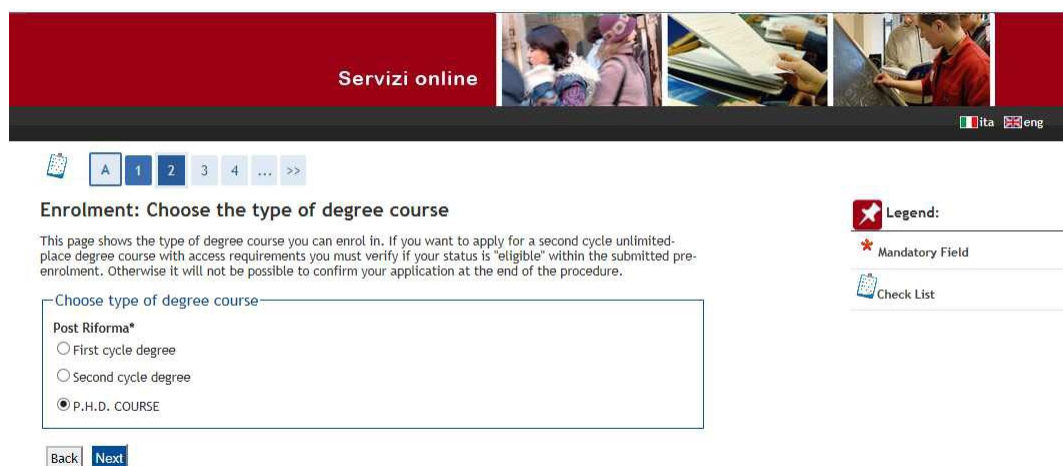 Servizi online
ita eng
A 1 2 3 4 ... >>
Enrolment: Choose the type of degree course
This page shows the type of degree course you can enrol in. If you want to apply for a second cycle unlimited-
place degree course with access requirements you must verify if your status is "eligible" within the submitted pre-
enrolment. Otherwise it will not be possible to confirm your application at the end of the procedure.
Choose type of degree course
Post Riforma*
First cycle degree
Second cycle degree
P.H.D. COURSE
Back Next
Legend:
* Mandatory Field
Check List